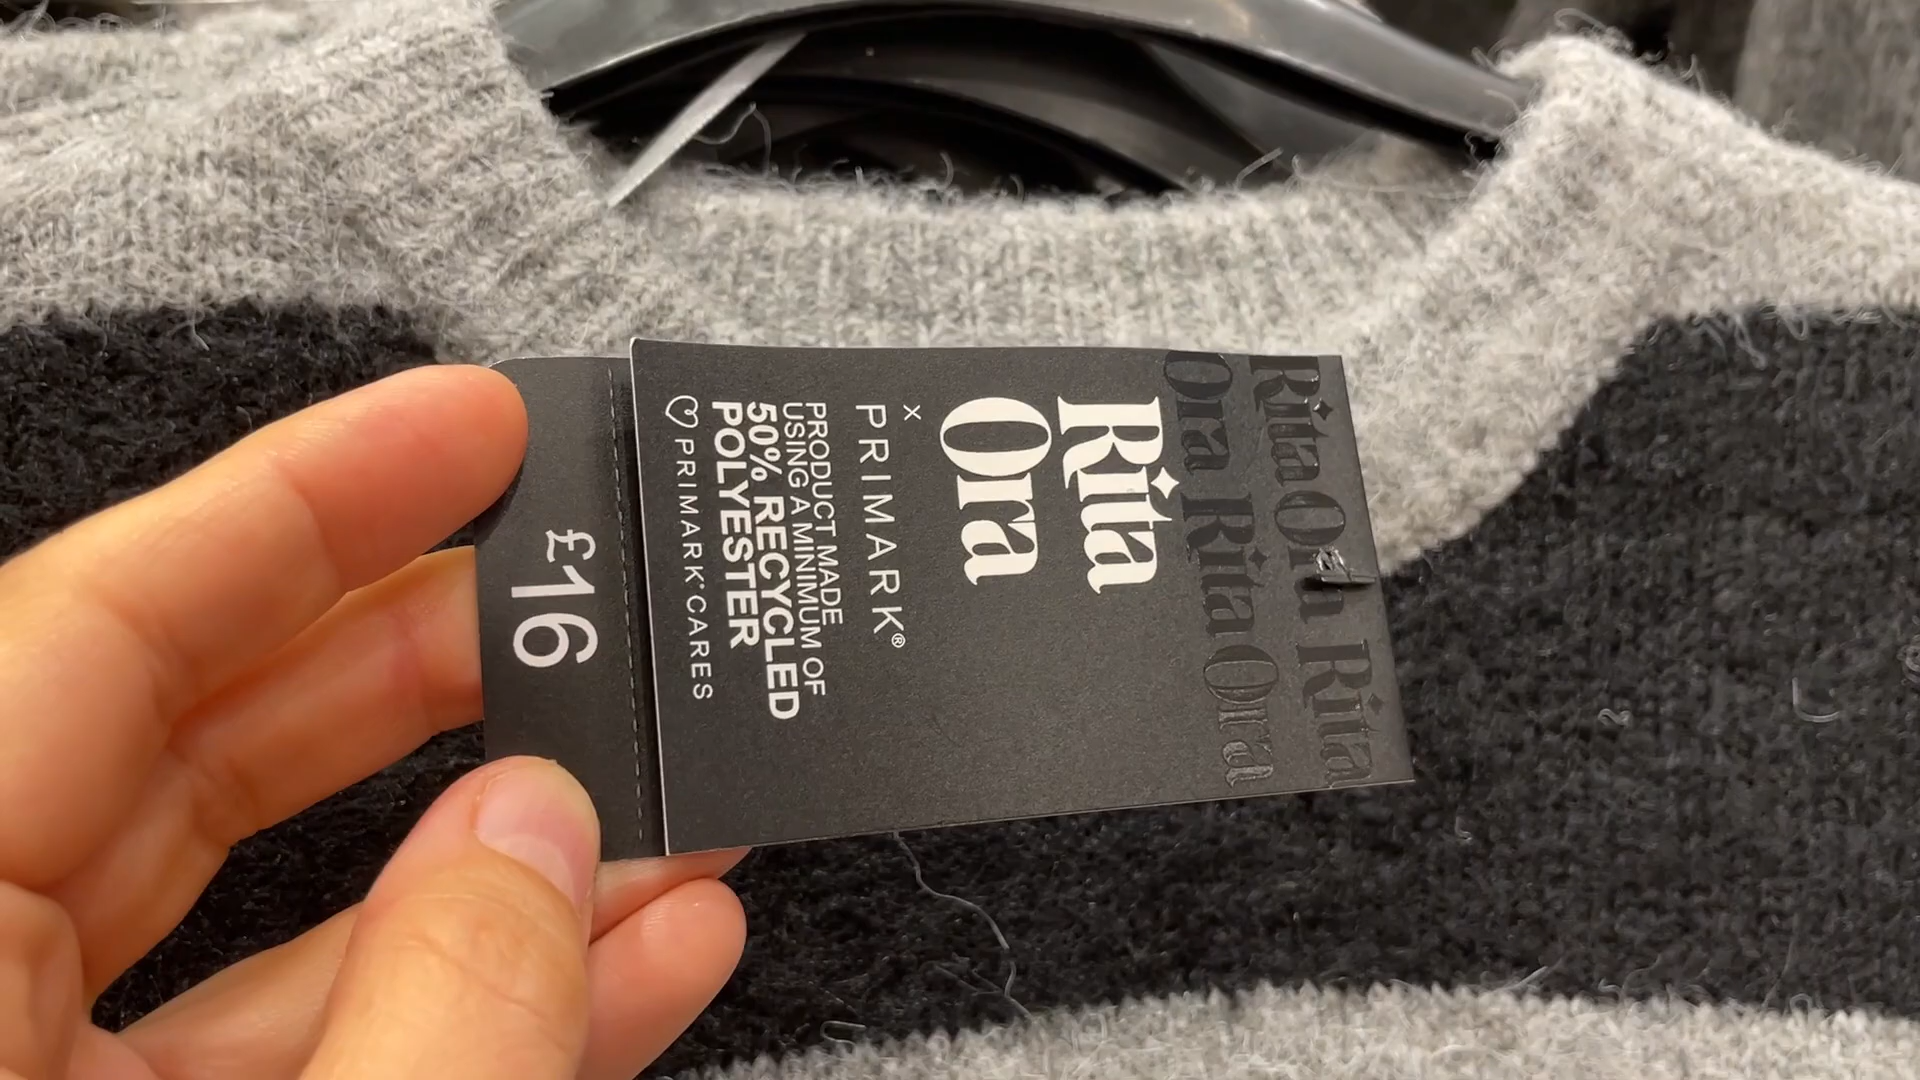 Rita Ora Rita
Ora Rita Ora
Rita
Ora
x
PRIMARK®
PRODUCT MADE
USING A MINIMUM OF
50% RECYCLED
POLYESTER
PRIMARK® CARES
£16